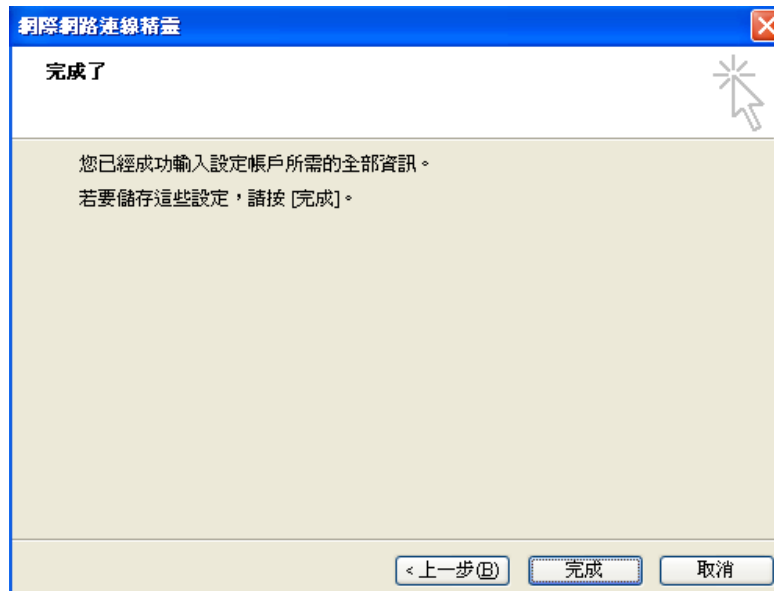 網際網路連線精靈
完成了
您已經成功輸入設定帳戶所需的全部資訊。
若要儲存這些設定，請按 [完成]。
<上一步(B)
完成
取消